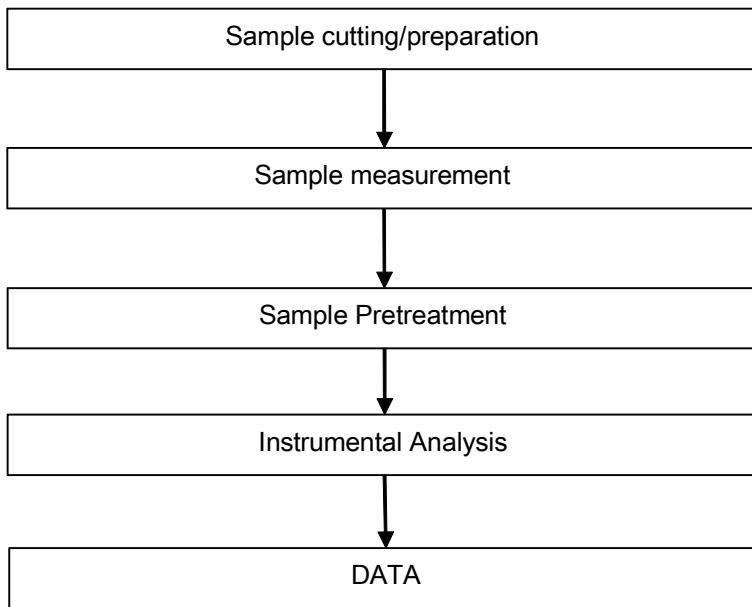 Sample cutting/preparation
Sample measurement
Sample Pretreatment
Instrumental Analysis
DATA